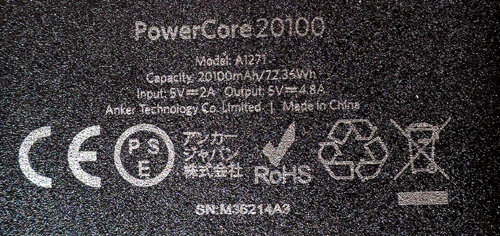 PowerCore 20100
Model: A1271
Capacity: 20100mAh/72.36Wh
Input: 5V⎓2A Output: 5V⎓4.8A
Anker Technology Co. Limited | Made in China
CE
PSE
アンカー
ジャパン
株式会社
RoHS
SN:M36214A3